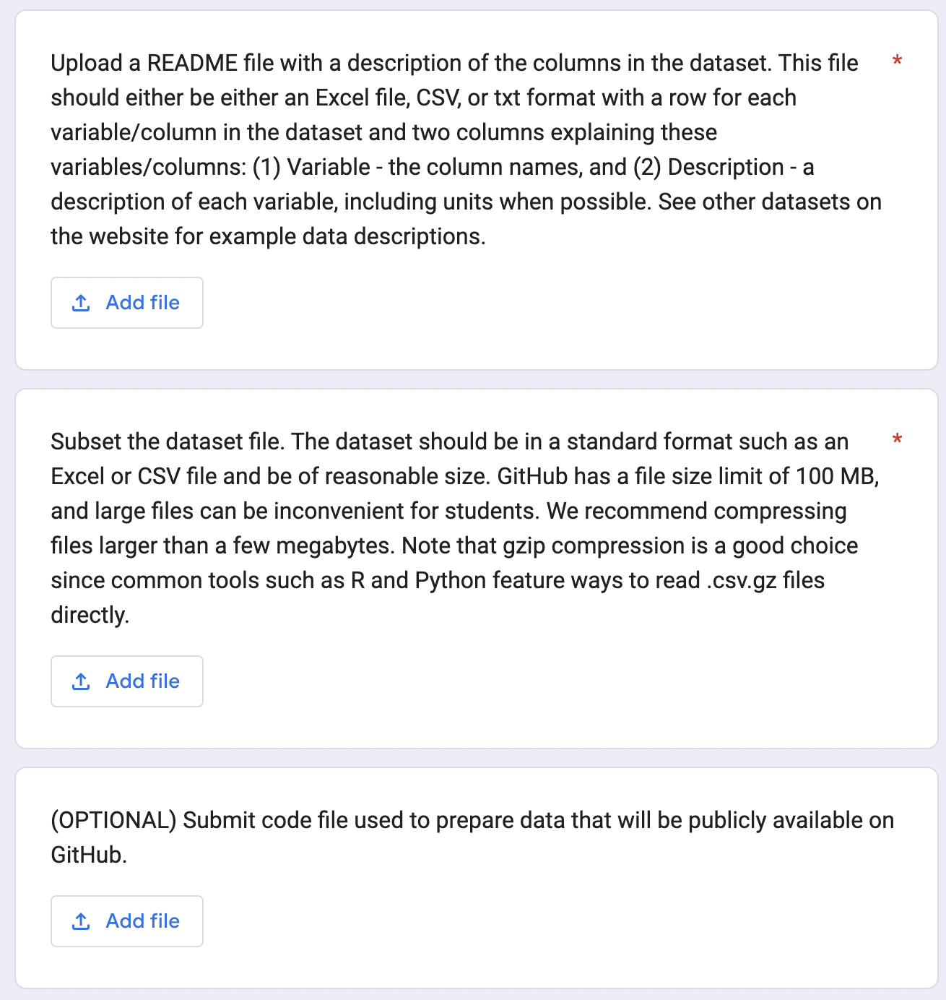 Upload a README file with a description of the columns in the dataset. This file *
should either be either an Excel file, CSV, or txt format with a row for each
variable/column in the dataset and two columns explaining these
variables/columns: (1) Variable - the column names, and (2) Description - a
description of each variable, including units when possible. See other datasets on
the website for example data descriptions.
Add file
Subset the dataset file. The dataset should be in a standard format such as an *
Excel or CSV file and be of reasonable size. GitHub has a file size limit of 100 MB,
and large files can be inconvenient for students. We recommend compressing
files larger than a few megabytes. Note that gzip compression is a good choice
since common tools such as R and Python feature ways to read .csv.gz files
directly.
Add file
(OPTIONAL) Submit code file used to prepare data that will be publicly available on
GitHub.
Add file